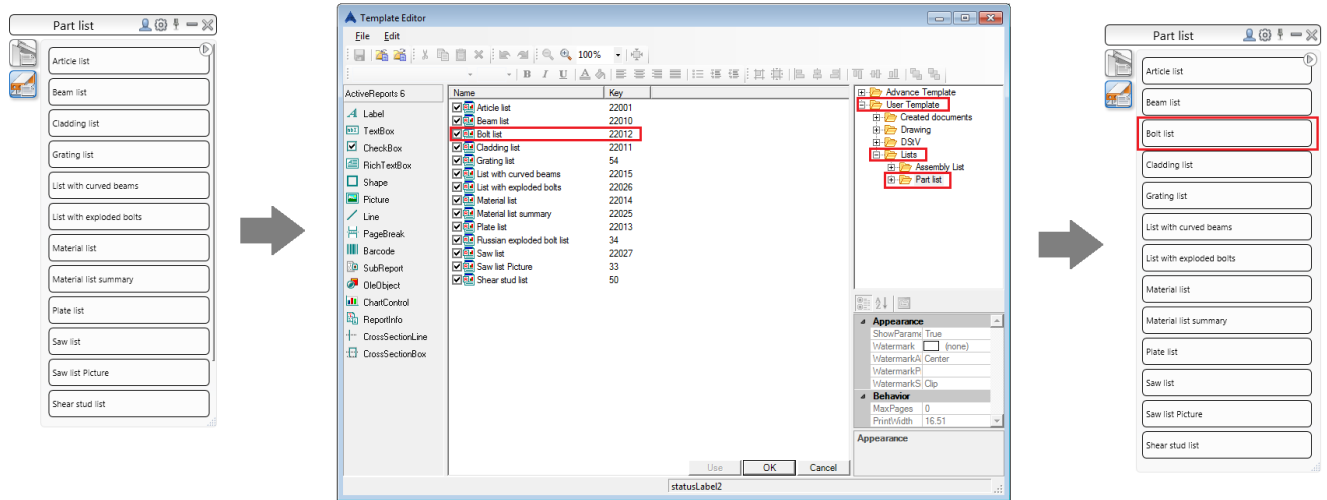 Part list
Article list
Beam list
Cladding list
Grating list
List with curved beams
List with exploded bolts
Material list
Material list summary
Plate list
Saw list
Saw list Picture
Shear stud list
Template Editor
File Edit
100%
B I U A
ActiveReports 6
Label
TextBox
CheckBox
RichTextBox
Shape
Picture
Line
PageBreak
Barcode
SubReport
OleObject
ChartControl
ReportInfo
CrossSectionLine
CrossSectionBox
Name Key
Article list 22001
Beam list 22010
Bolt list 22012
Cladding list 22011
Grating list 54
List with curved beams 22015
List with exploded bolts 22026
Material list 22014
Material list summary 22025
Plate list 22013
Russian exploded bolt list 34
Saw list 22027
Saw list Picture 33
Shear stud list 50
Advance Template
User Template
Created documents
Drawing
DStV
Lists
Assembly List
Part list
Appearance
ShowParame True
Watermark (none)
WatermarkA Center
WatermarkP
WatermarkS Clip
Behavior
MaxPages 0
PrintWidth 16.51
Appearance
Use OK Cancel
statusLabel2
Part list
Article list
Beam list
Bolt list
Cladding list
Grating list
List with curved beams
List with exploded bolts
Material list
Material list summary
Plate list
Saw list
Saw list Picture
Shear stud list